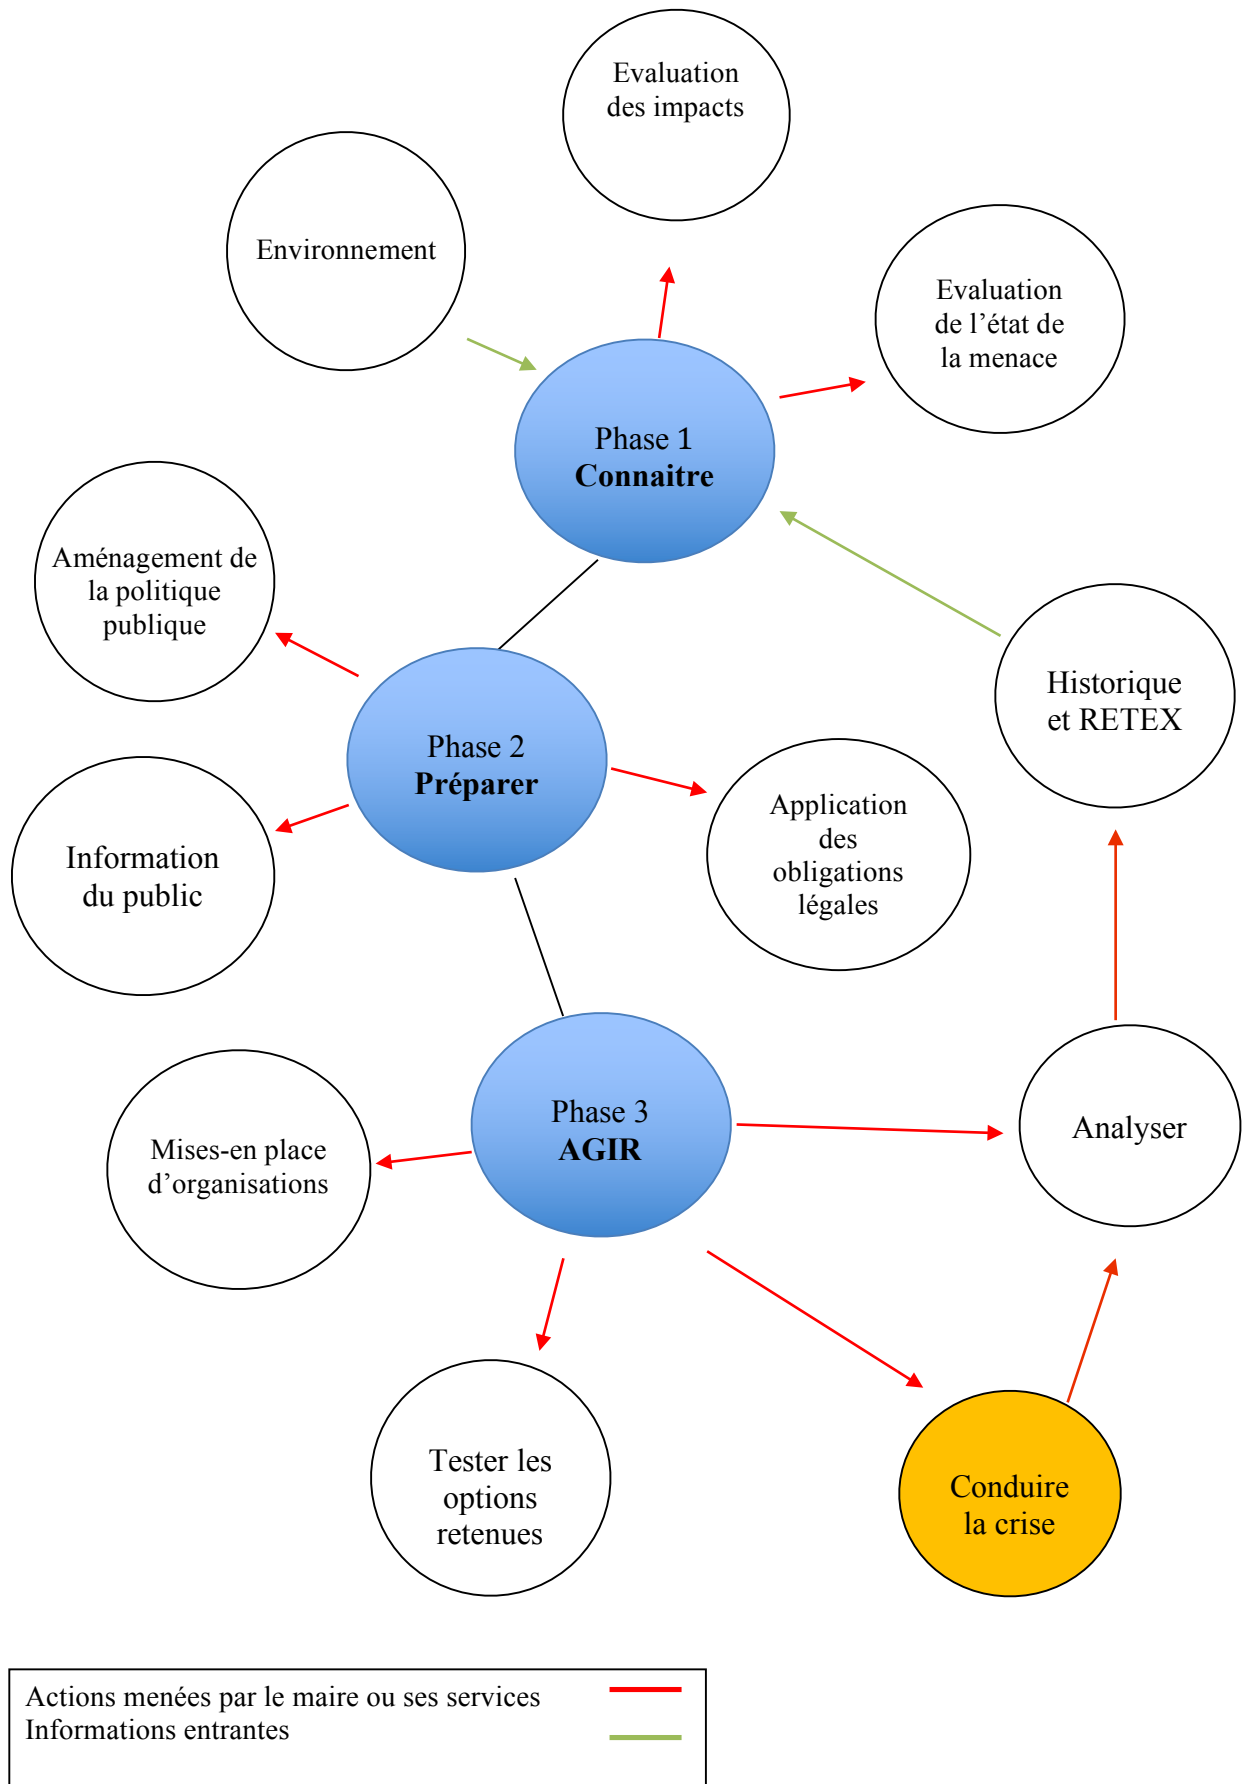 Evaluation
des impacts
Environnement
Evaluation
de l’état de
la menace
Phase 1
Connaitre
Aménagement de
la politique
publique
Historique
et RETEX
Phase 2
Préparer
Application
des
obligations
légales
Information
du public
Phase 3
AGIR
Analyser
Mises-en place
d’organisations
Tester les
options
retenues
Conduire
la crise
Actions menées par le maire ou ses services
Informations entrantes